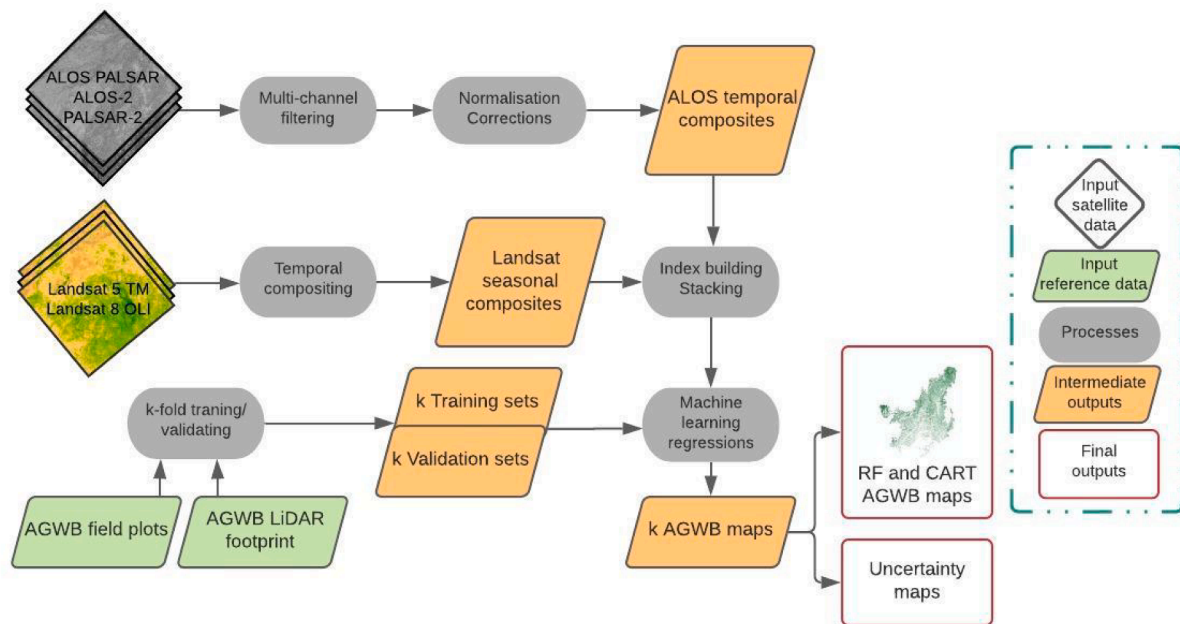 ALOS PALSAR
ALOS-2
PALSAR-2
Multi-channel
filtering
Normalisation
Corrections
ALOS temporal
composites
Landsat 5 TM
Landsat 8 OLI
Temporal
compositing
Landsat
seasonal
composites
Index building
Stacking
k-fold traning/
validating
k Training sets
k Validation sets
Machine
learning
regressions
AGWB field plots
AGWB LiDAR
footprint
k AGWB maps
RF and CART
AGWB maps
Uncertainty
maps
Input
satellite
data
Input
reference data
Processes
Intermediate
outputs
Final
outputs